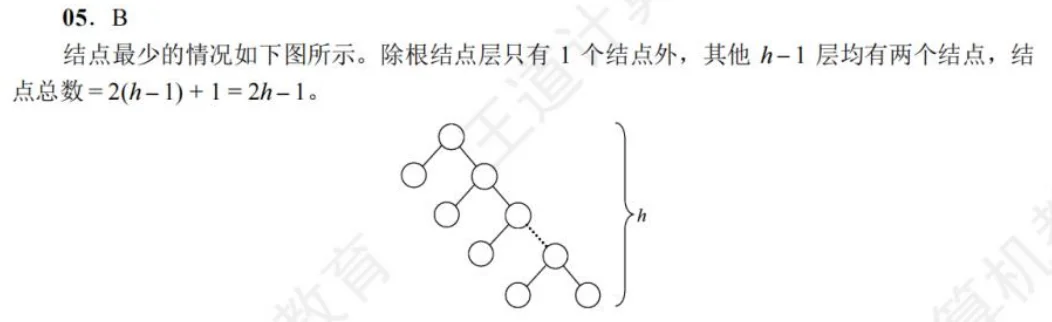 05. B
结点最少的情况如下图所示。除根结点层只有 1 个结点外，其他 h－1 层均有两个结点，结
点总数＝2(h－1)＋1＝2h－1。
h
王道计算
教育
算机教